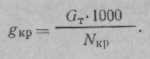 g_кр = G_т·1000 / N_кр .